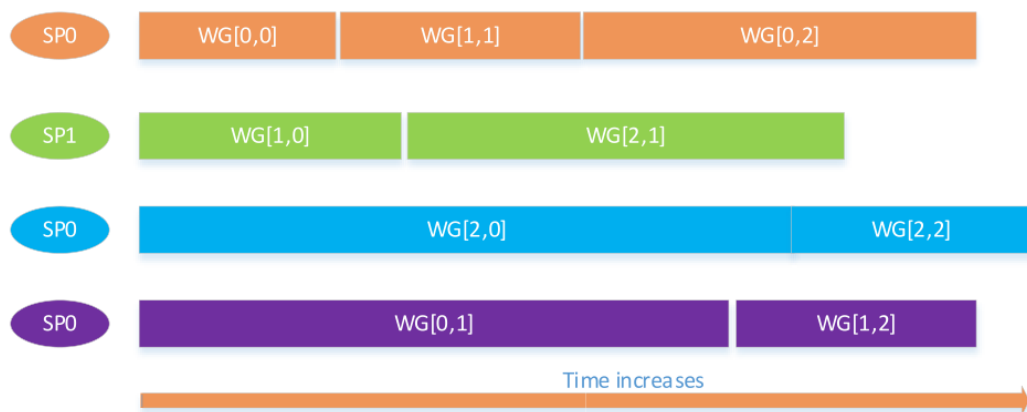 SP0 WG[0,0] WG[1,1] WG[0,2]
SP1 WG[1,0] WG[2,1]
SP0 WG[2,0] WG[2,2]
SP0 WG[0,1] WG[1,2]
Time increases